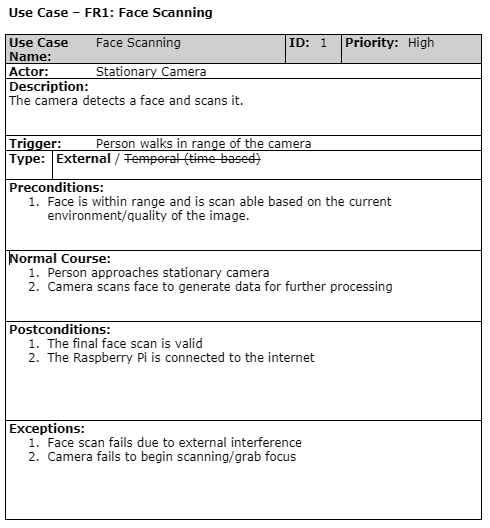 Use Case – FR1: Face Scanning
Use Case Name: Face Scanning ID: 1 Priority: High
Actor: Stationary Camera
Description:
The camera detects a face and scans it.
Trigger: Person walks in range of the camera
Type: External / Temporal (time-based)
Preconditions:
1. Face is within range and is scan able based on the current
environment/quality of the image.
Normal Course:
1. Person approaches stationary camera
2. Camera scans face to generate data for further processing
Postconditions:
1. The final face scan is valid
2. The Raspberry Pi is connected to the internet
Exceptions:
1. Face scan fails due to external interference
2. Camera fails to begin scanning/grab focus